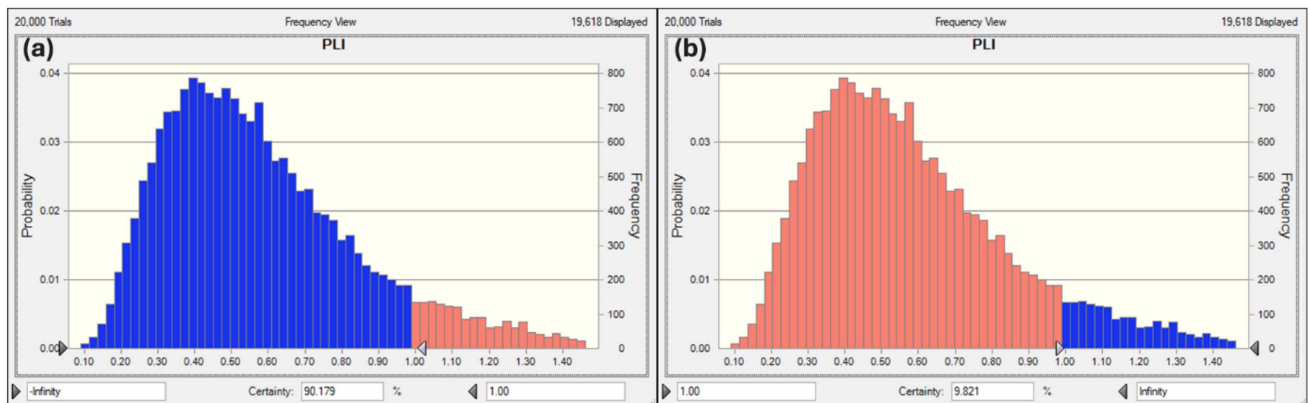 20,000 Trials Frequency View 19,618 Displayed
(a) PLI
0.04 800
700
0.03 600
500
0.02 400
300
0.01 200
100
0.00 0
Probability
Frequency
0.10 0.20 0.30 0.40 0.50 0.60 0.70 0.80 0.90 1.00 1.10 1.20 1.30 1.40
-Infinity Certainty: 90.179 % 1.00
20,000 Trials Frequency View 19,618 Displayed
(b) PLI
0.04 800
700
0.03 600
500
0.02 400
300
0.01 200
100
0.00 0
Probability
Frequency
0.10 0.20 0.30 0.40 0.50 0.60 0.70 0.80 0.90 1.00 1.10 1.20 1.30 1.40
1.00 Certainty: 9.821 % Infinity